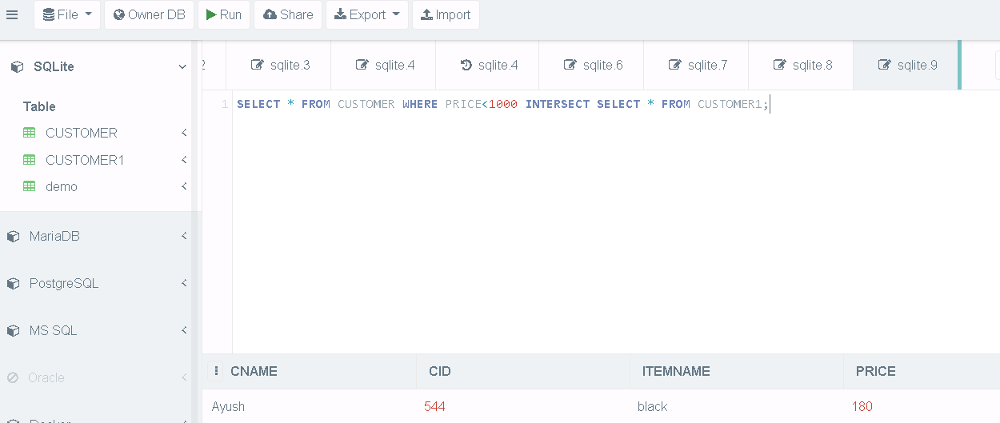 File Owner DB Run Share Export Import
SQLite
2 sqlite.3 sqlite.4 sqlite.4 sqlite.6 sqlite.7 sqlite.8 sqlite.9
Table
CUSTOMER
CUSTOMER1
demo
MariaDB
PostgreSQL
MS SQL
Oracle
1 SELECT * FROM CUSTOMER WHERE PRICE<1000 INTERSECT SELECT * FROM CUSTOMER1;
CNAME CID ITEMNAME PRICE
Ayush 544 black 180